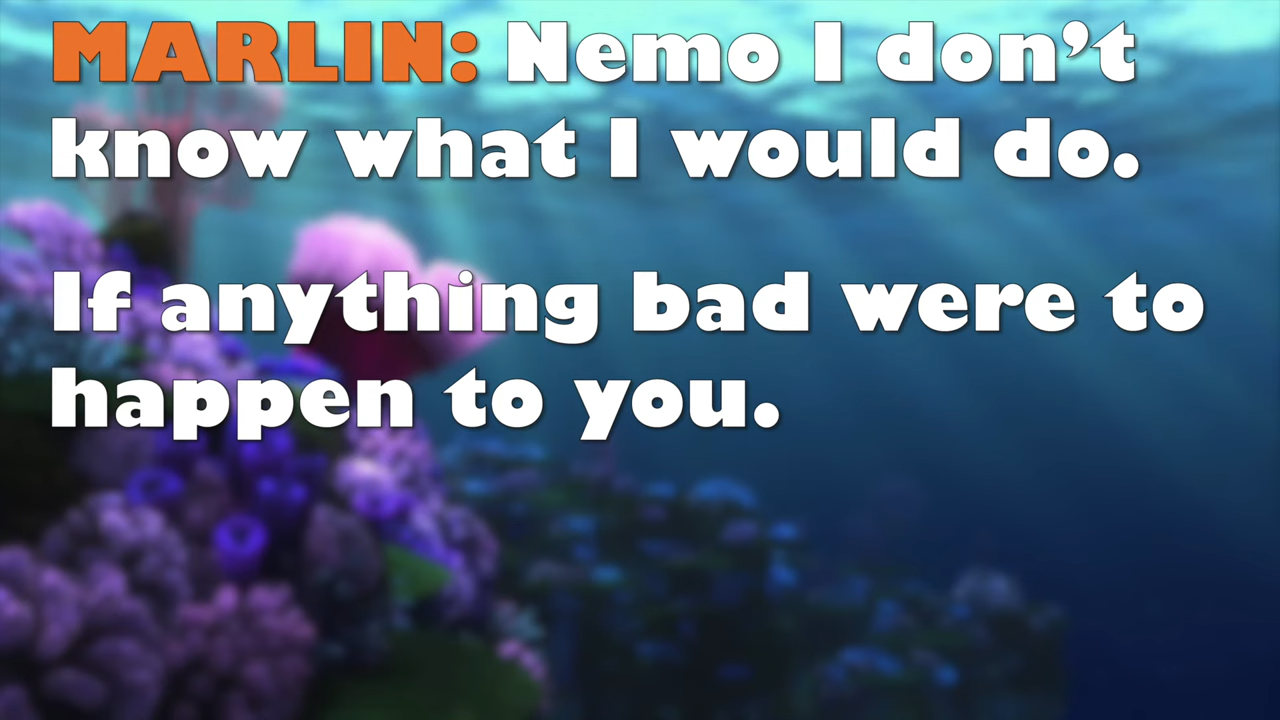 MARLIN: Nemo I don’t
know what I would do.
If anything bad were to
happen to you.